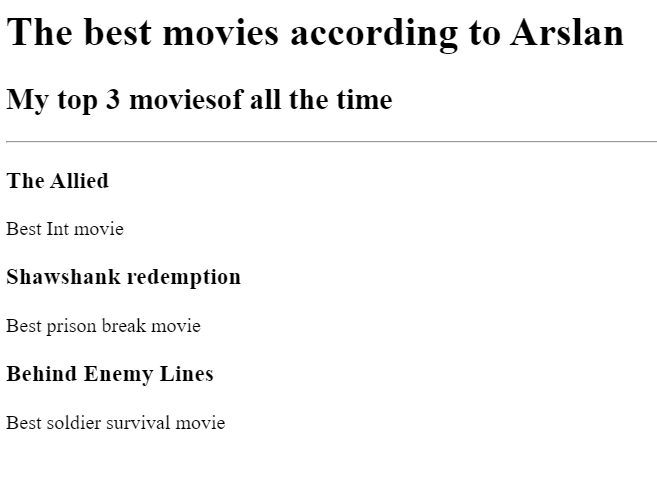 The best movies according to Arslan
My top 3 moviesof all the time
The Allied
Best Int movie
Shawshank redemption
Best prison break movie
Behind Enemy Lines
Best soldier survival movie